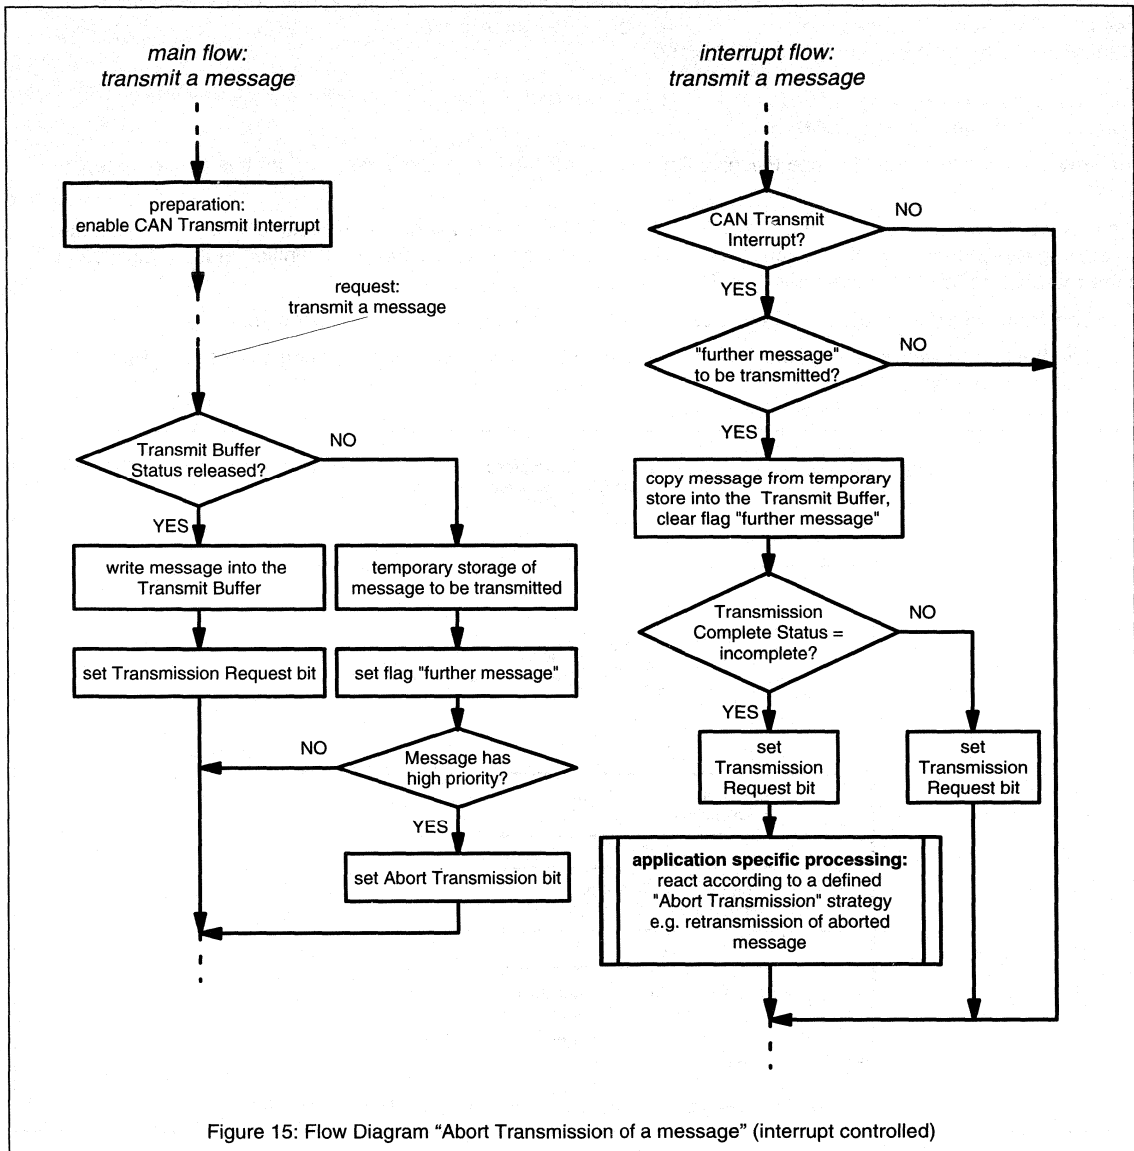 main flow:
transmit a message
preparation:
enable CAN Transmit Interrupt
request:
transmit a message
Transmit Buffer
Status released?
NO
YES
write message into the
Transmit Buffer
set Transmission Request bit
temporary storage of
message to be transmitted
set flag "further message"
Message has
high priority?
NO
YES
set Abort Transmission bit
interrupt flow:
transmit a message
CAN Transmit
Interrupt?
NO
YES
"further message"
to be transmitted?
NO
YES
copy message from temporary
store into the Transmit Buffer,
clear flag "further message"
Transmission
Complete Status =
incomplete?
NO
YES
set
Transmission
Request bit
set
Transmission
Request bit
application specific processing:
react according to a defined
"Abort Transmission" strategy
e.g. retransmission of aborted
message
Figure 15: Flow Diagram “Abort Transmission of a message” (interrupt controlled)